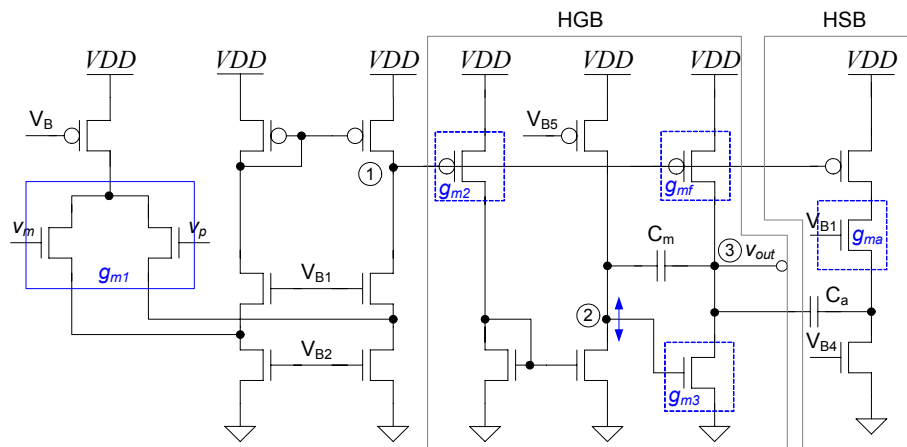 HGB
HSB
VDD
VDD
VDD
VDD
VDD
VDD
VDD
V_B
V_B5
1
g_m2
g_mf
v_m
v_p
g_m1
V_B1
g_ma
C_m
3
v_out
V_B1
C_a
2
V_B2
V_B4
g_m3